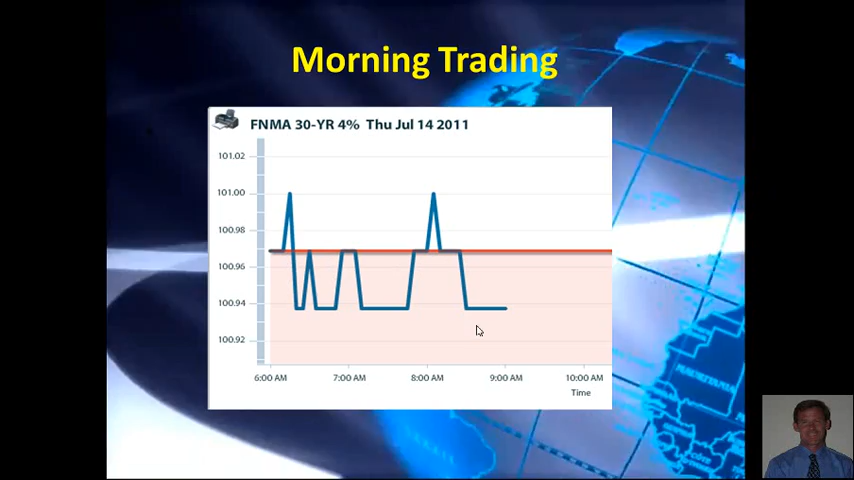 Morning Trading
FNMA 30-YR 4% Thu Jul 14 2011
101.02
101.00
100.98
100.96
100.94
100.92
6:00 AM 7:00 AM 8:00 AM 9:00 AM 10:00 AM
Time
MAURITANIA
BRASIL